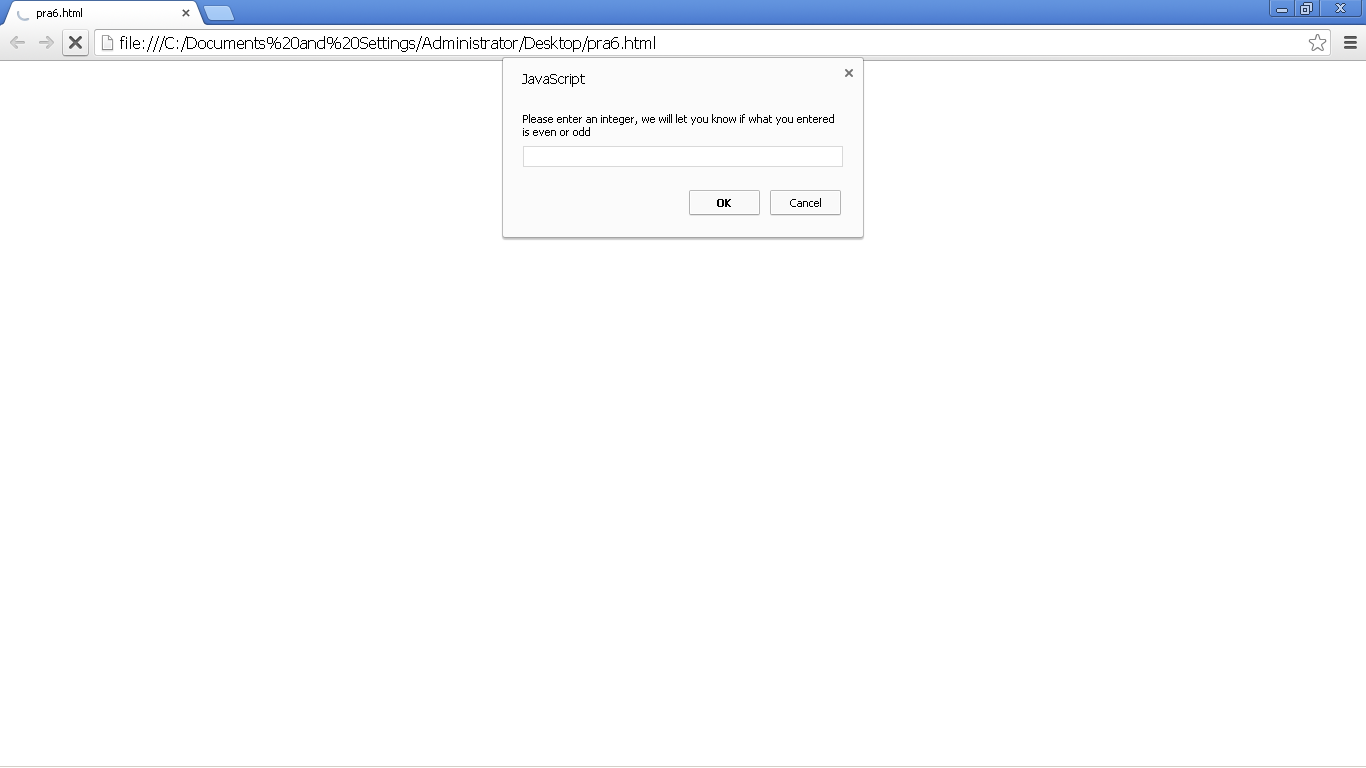 pra6.html
file:///C:/Documents%20and%20Settings/Administrator/Desktop/pra6.html
JavaScript
Please enter an integer, we will let you know if what you entered
is even or odd
OK Cancel